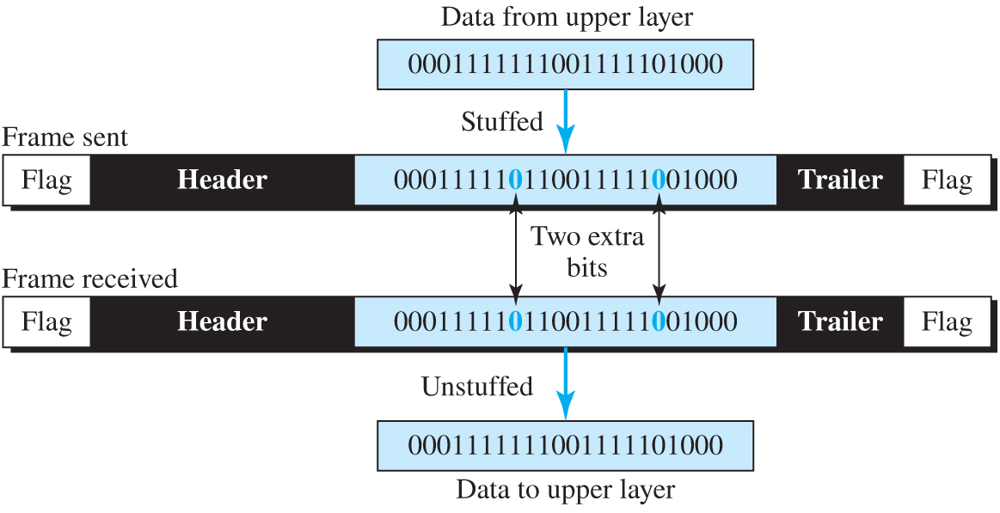 Data from upper layer
0001111111001111101000
Stuffed
Frame sent
Flag Header 000111110110011111001000 Trailer Flag
Two extra
bits
Frame received
Flag Header 000111110110011111001000 Trailer Flag
Unstuffed
0001111111001111101000
Data to upper layer